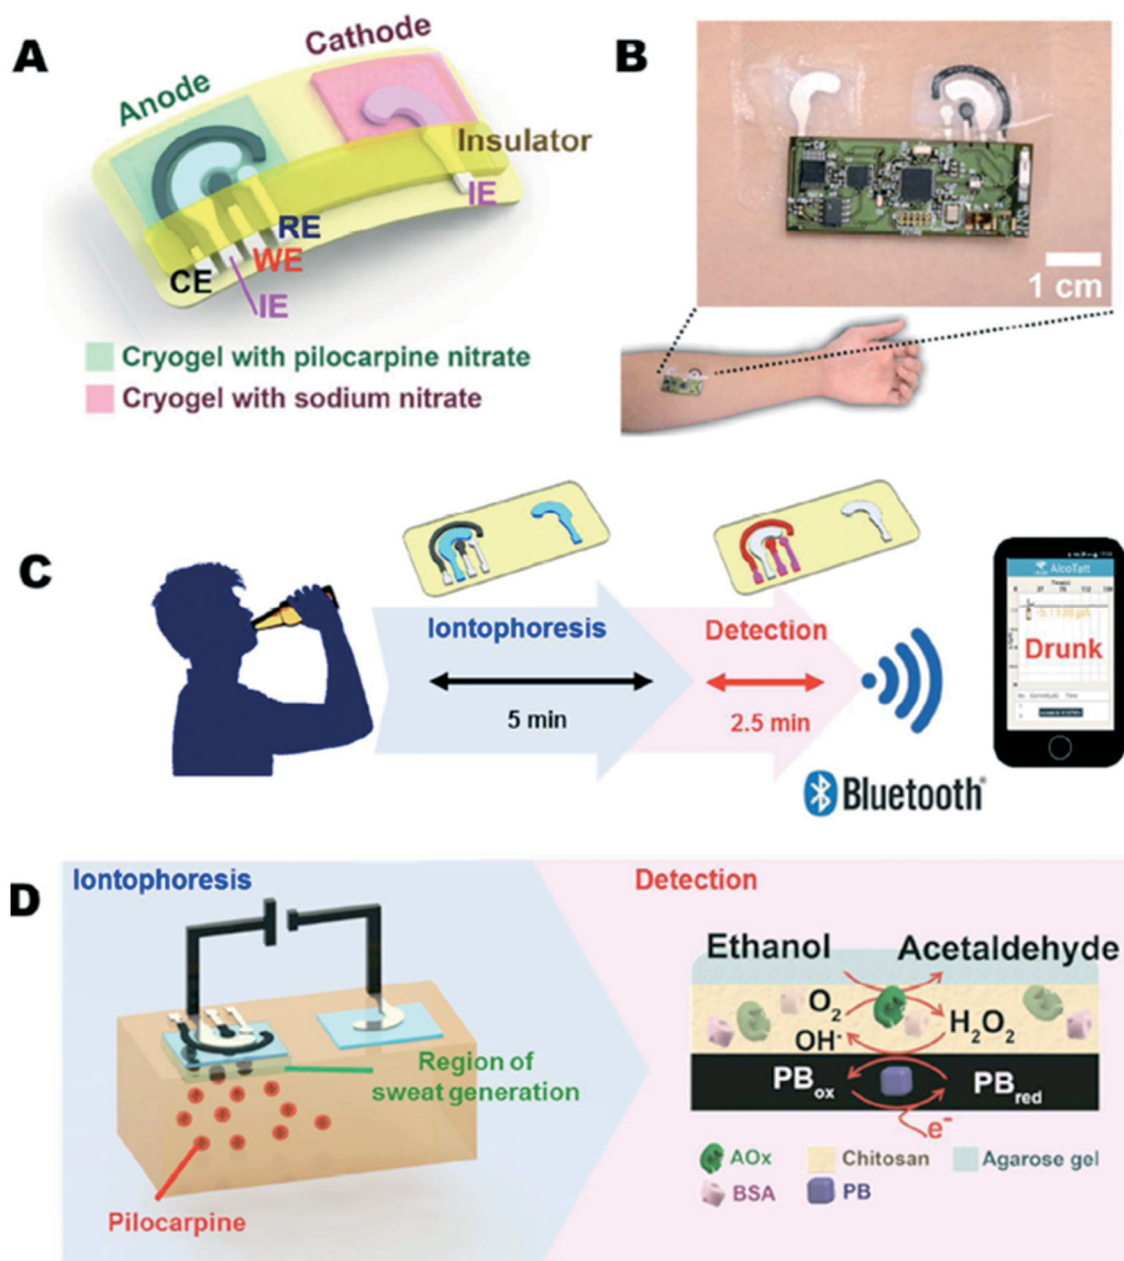 A
Cathode
Anode
Insulator
IE
RE
WE
CE
IE
Cryogel with pilocarpine nitrate
Cryogel with sodium nitrate
B
1 cm
C
Iontophoresis
5 min
Detection
2.5 min
Bluetooth
AlcoTatt
Drunk
D
Iontophoresis
Region of
sweat generation
Pilocarpine
Detection
Ethanol
Acetaldehyde
O2
H2O2
OH-
PBox
PBred
e-
AOx
Chitosan
Agarose gel
BSA
PB